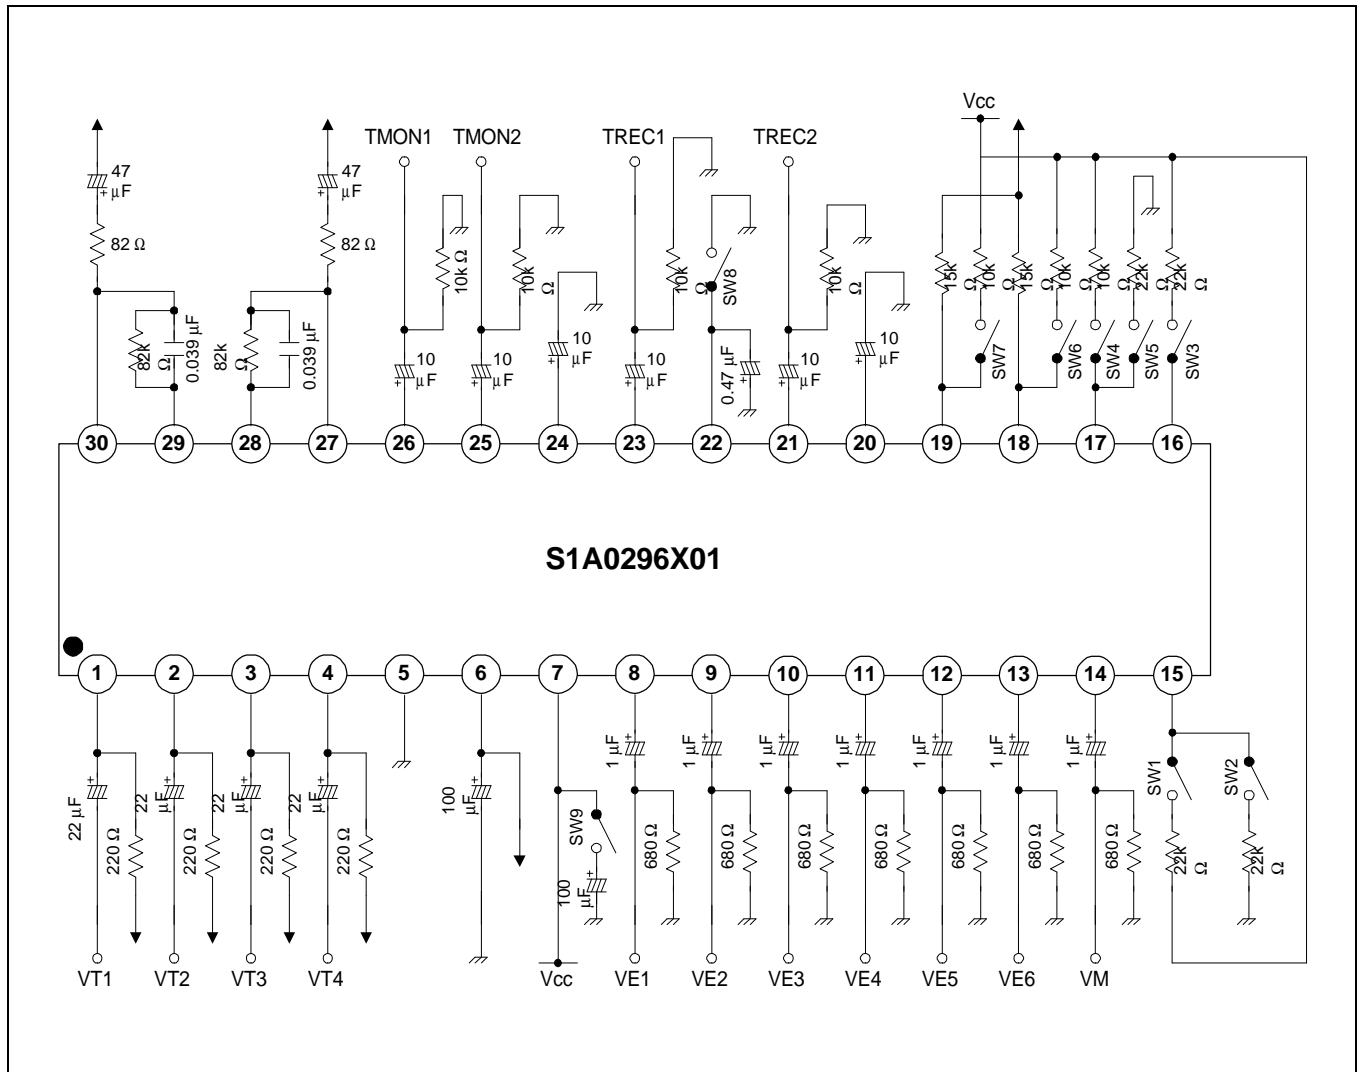 Vcc
TMON1 TMON2 TREC1 TREC2
47 μF 47 μF
82 Ω 82 Ω
10k Ω 10k Ω 10k Ω SW8 10k Ω 15k Ω 10k Ω 15k Ω 10k Ω 10k Ω 22k Ω 22k Ω
82k Ω 0.039 μF 82k Ω 0.039 μF
10 μF 10 μF
SW7 SW6 SW4 SW5 SW3
10 μF 10 μF 10 μF 0.47 μF 10 μF
30 29 28 27 26 25 24 23 22 21 20 19 18 17 16
S1A0296X01
1 2 3 4 5 6 7 8 9 10 11 12 13 14 15
1 μF 1 μF 1 μF 1 μF 1 μF 1 μF 1 μF
+ + + + + + + + + + + + + + + + + + + + + + +
SW1 SW2
22 μF 22 μF 22 μF 22 μF 100 μF SW9
220 Ω 220 Ω 220 Ω 220 Ω 680 Ω 680 Ω 680 Ω 680 Ω 680 Ω 680 Ω 680 Ω 22k Ω 22k Ω
100 μF
VT1 VT2 VT3 VT4 Vcc VE1 VE2 VE3 VE4 VE5 VE6 VM